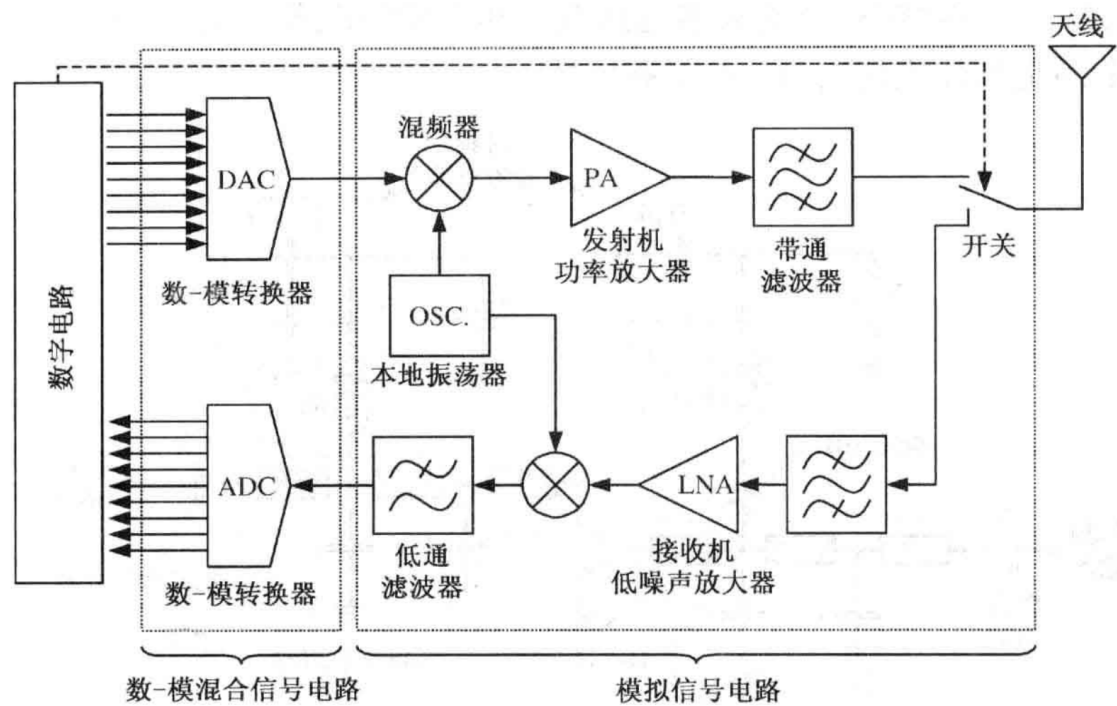 天线
混频器
DAC
PA
发射机
功率放大器
带通
滤波器
开关
数-模转换器
OSC.
本地振荡器
数字电路
ADC
LNA
数-模转换器
低通
滤波器
接收机
低噪声放大器
数-模混合信号电路
模拟信号电路